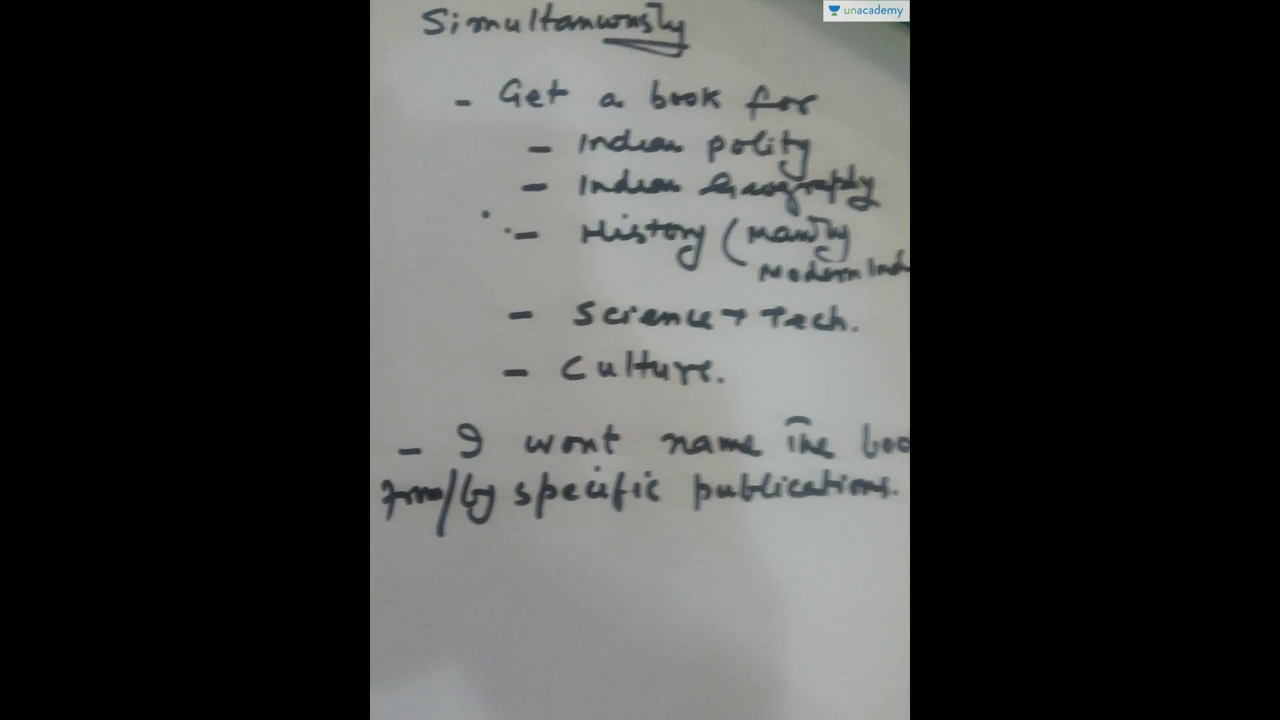 unacademy
Simultaneously
- Get a book for
- Indian polity
- Indian Geography
- History (Mainly
Modern Ind
- Science + Tech.
- Culture.
- I wont name the boo
from/by specific publications.